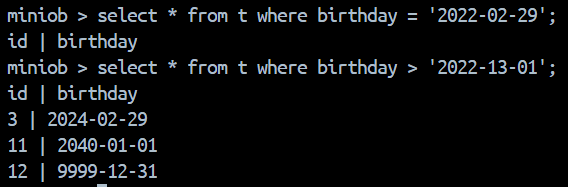 miniob > select * from t where birthday = '2022-02-29';
id | birthday
miniob > select * from t where birthday > '2022-13-01';
id | birthday
3 | 2024-02-29
11 | 2040-01-01
12 | 9999-12-31